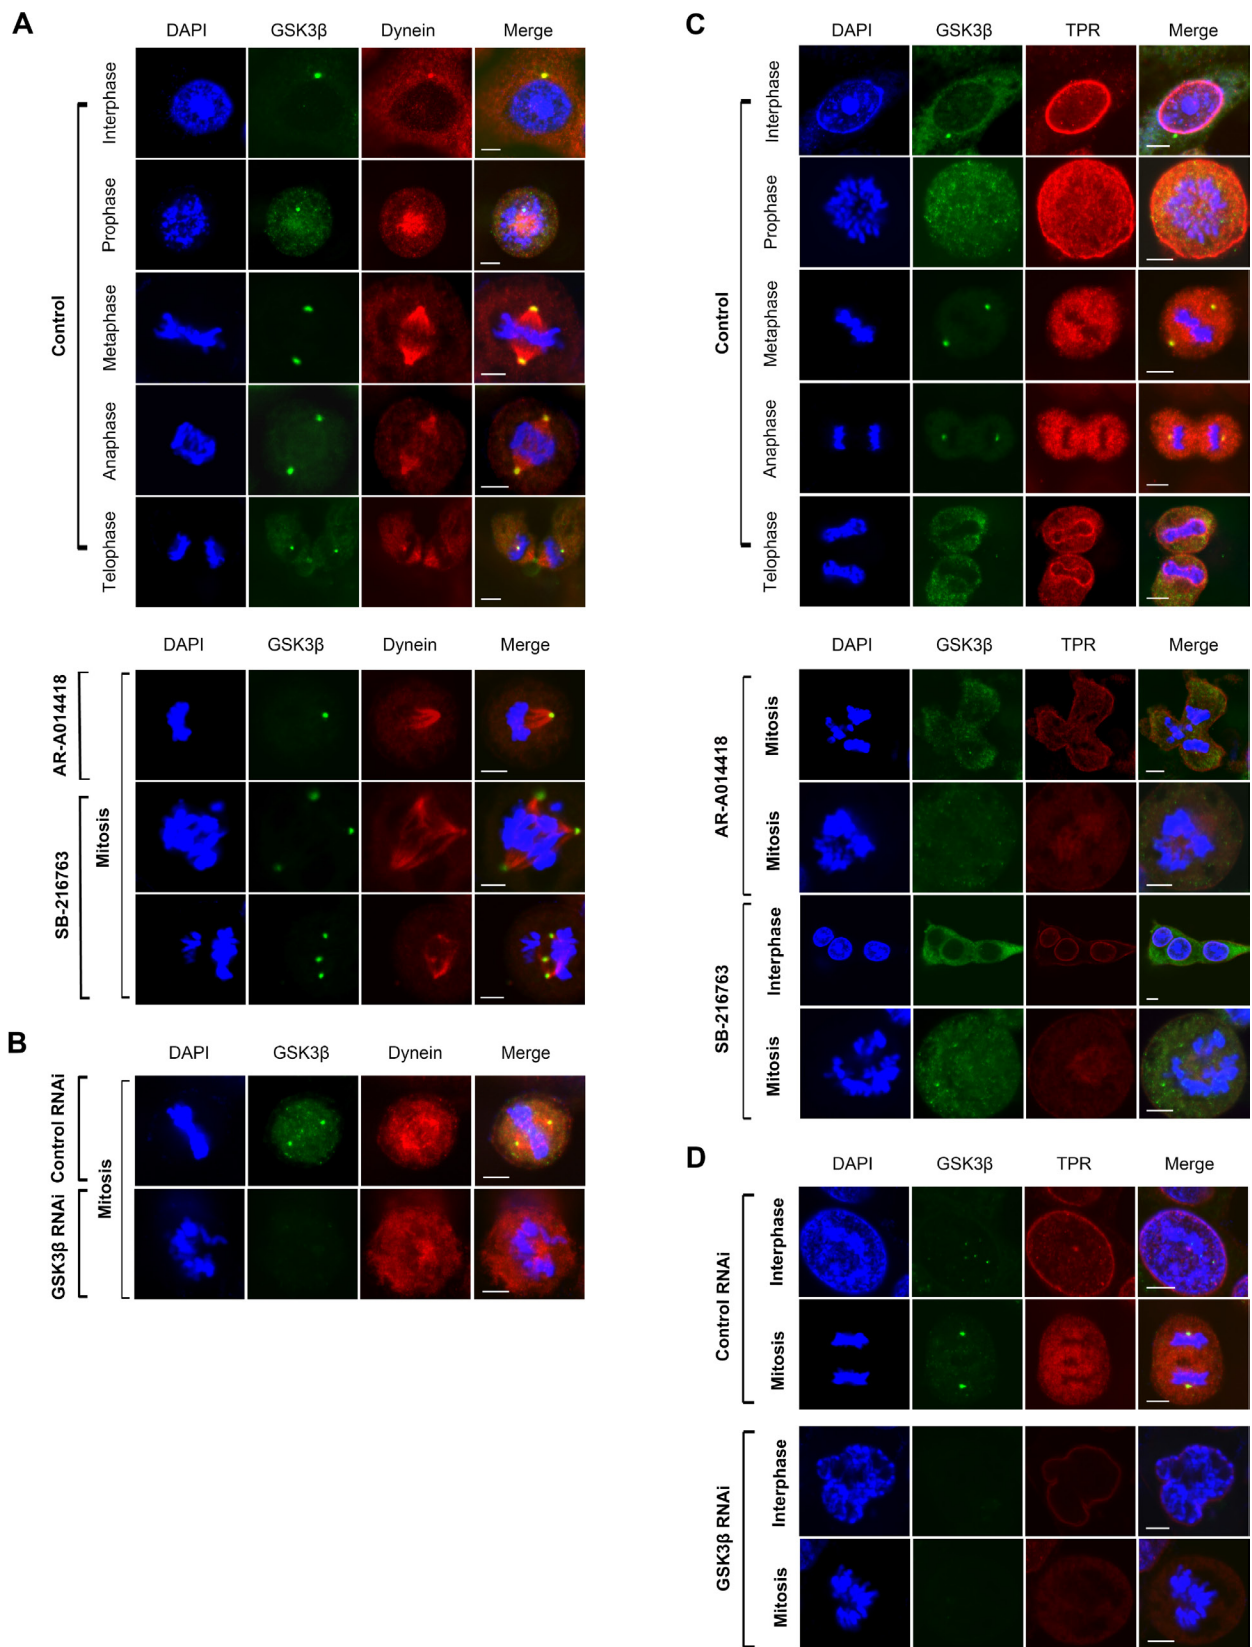 A
DAPI GSK3β Dynein Merge
Control
Interphase
Prophase
Metaphase
Anaphase
Telophase
DAPI GSK3β Dynein Merge
AR-A014418
SB-216763
Mitosis
B
DAPI GSK3β Dynein Merge
Control RNAi
GSK3β RNAi
Mitosis
C
DAPI GSK3β TPR Merge
Control
Interphase
Prophase
Metaphase
Anaphase
Telophase
DAPI GSK3β TPR Merge
AR-A014418
Mitosis
Mitosis
SB-216763
Interphase
Mitosis
D
DAPI GSK3β TPR Merge
Control RNAi
Interphase
Mitosis
GSK3β RNAi
Interphase
Mitosis